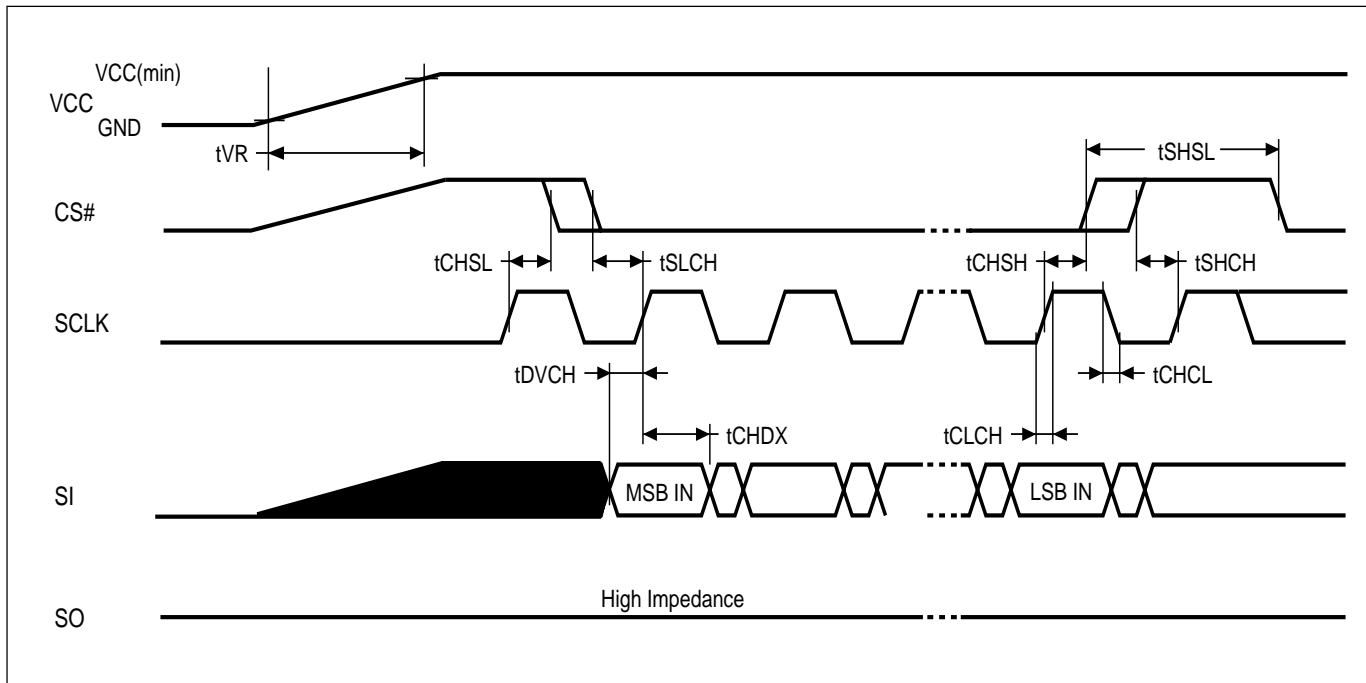 VCC(min)
VCC
GND
tVR
tSHSL
CS#
tCHSL
tSLCH
tCHSH
tSHCH
SCLK
tDVCH
tCHCL
tCHDX
tCLCH
SI
MSB IN
LSB IN
High Impedance
SO